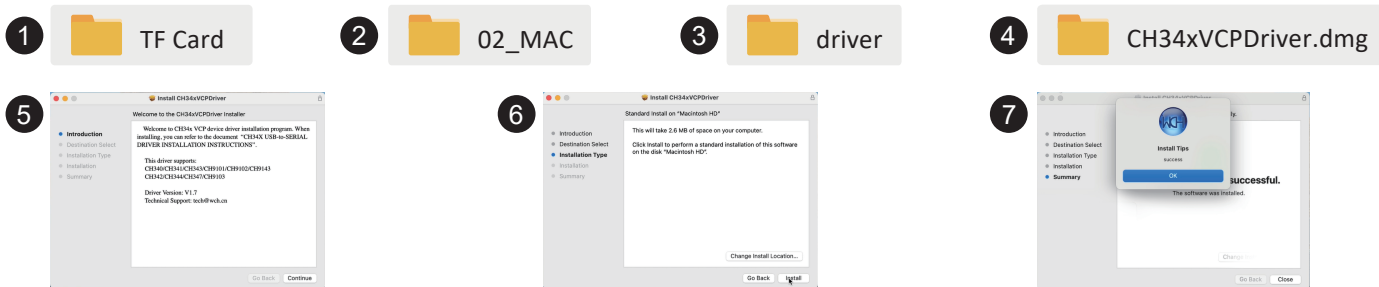 1 TF Card
2 02_MAC
3 driver
4 CH34xVCPDriver.dmg
5
Install CH34xVCPDriver
Welcome to the CH34xVCPDriver Installer
Introduction
Destination Select
Installation Type
Installation
Summary
Welcome to CH34x VCP device driver installation program. When
installing, you can refer to the document "CH34X USB-to-SERIAL
DRIVER INSTALLATION INSTRUCTIONS".
This driver supports:
CH340/CH341/CH343/CH9101/CH9102/CH9143
CH342/CH344/CH347/CH9103
Driver Version: V1.7
Technical Support: tech@wch.cn
Go Back Continue
6
Install CH34xVCPDriver
Standard Install on "Macintosh HD"
Introduction
Destination Select
Installation Type
Installation
Summary
This will take 2.6 MB of space on your computer.
Click Install to perform a standard installation of this software
on the disk "Macintosh HD".
Change Install Location...
Go Back Install
7
Introduction
Destination Select
Installation Type
Installation
Summary
WCH
Install Tips
success
OK
successful.
The software was installed.
Go Back Close